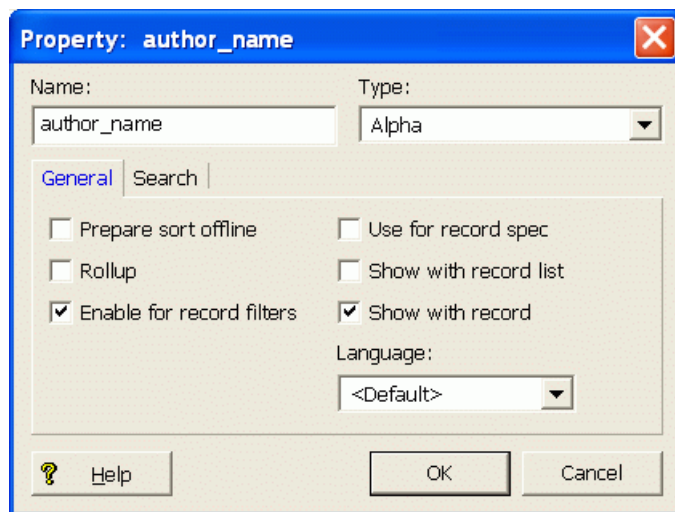 Property: author_name
Name:
Type:
author_name
Alpha
General
Search
Prepare sort offline
Use for record spec
Rollup
Show with record list
Enable for record filters
Show with record
Language:
<Default>
? Help
OK
Cancel